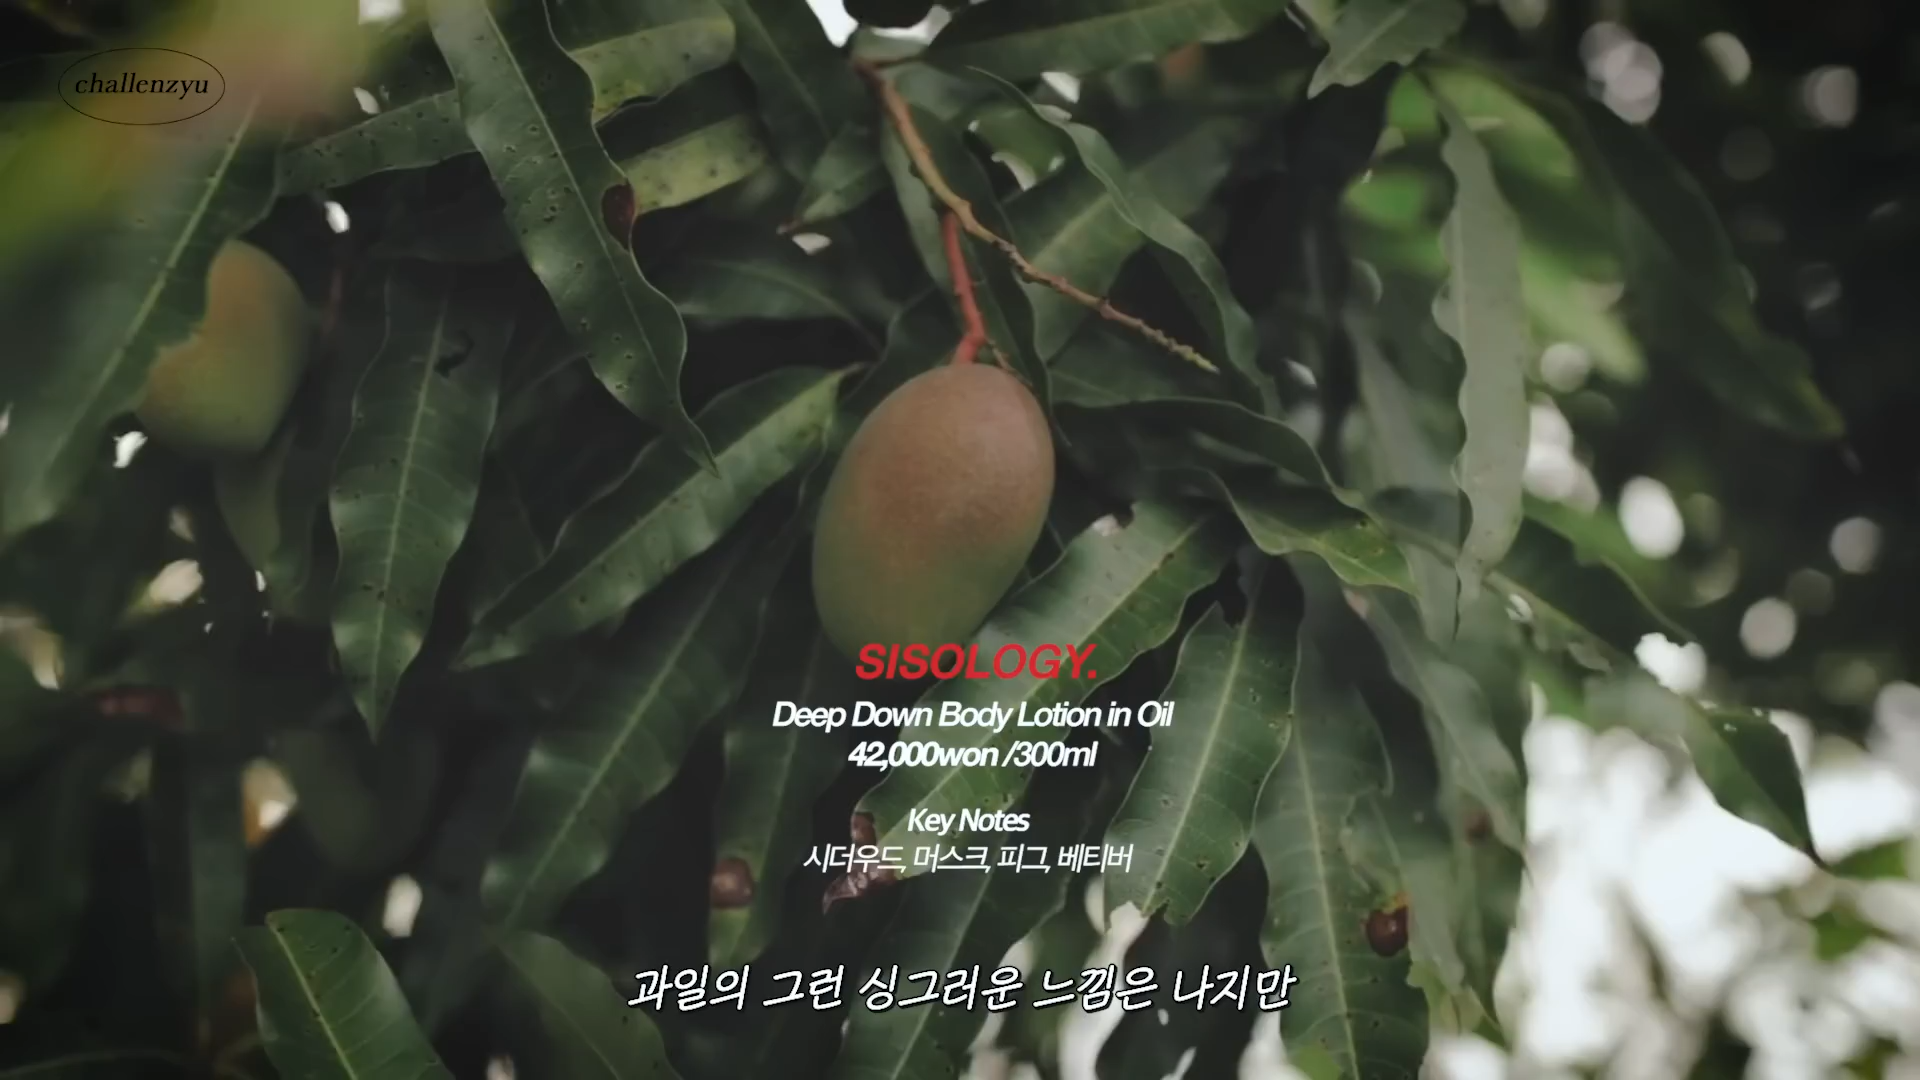 challenzyu
SISOLOGY.
Deep Down Body Lotion in Oil
42,000won /300ml
Key Notes
시더우드, 머스크, 피그, 베티버
과일의 그런 싱그러운 느낌은 나지만